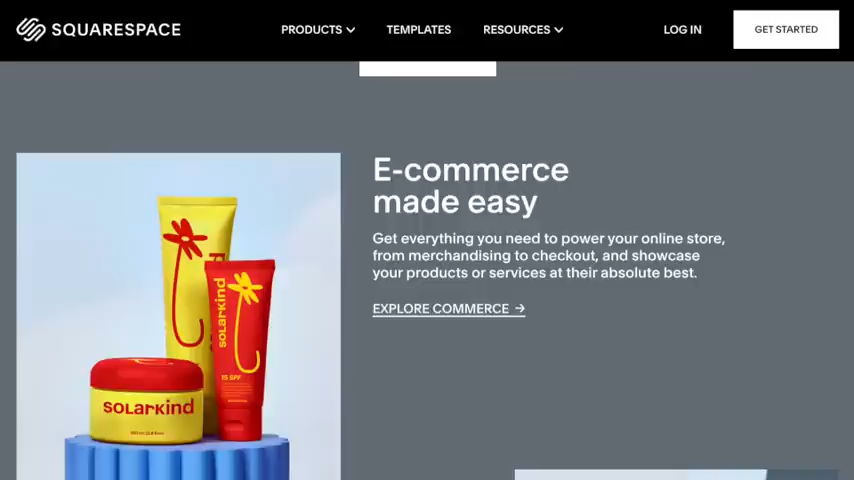 SQUARESPACE
PRODUCTS
TEMPLATES
RESOURCES
LOG IN
GET STARTED
E-commerce
made easy
Get everything you need to power your online store,
from merchandising to checkout, and showcase
your products or services at their absolute best.
EXPLORE COMMERCE →
solarkind
15 SPF
solarkind